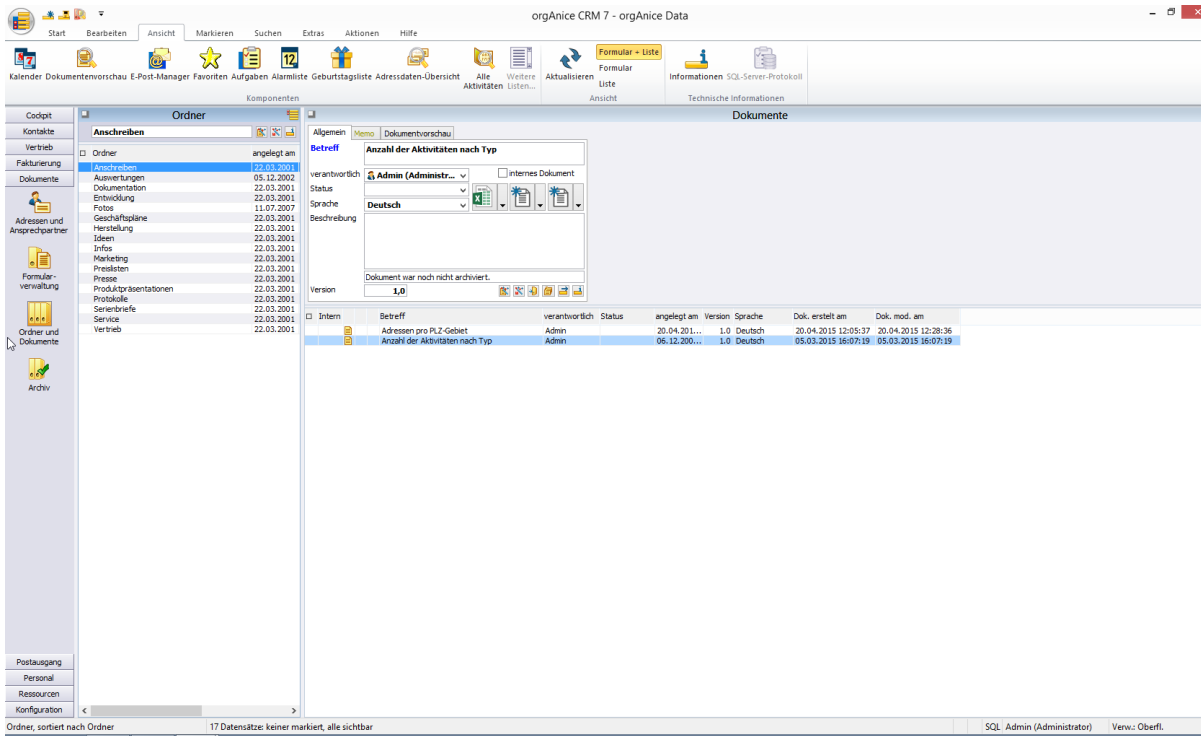 orgAnice CRM 7 - orgAnice Data
Start Bearbeiten Ansicht Markieren Suchen Extras Aktionen Hilfe
Kalender Dokumentenvorschau E-Post-Manager Favoriten Aufgaben Alarmliste Geburtstagsliste Adressdaten-Übersicht Alle Aktivitäten Weitere Listen... Aktualisieren
Formular + Liste
Formular
Liste
Informationen SQL-Server-Protokoll
Komponenten Ansicht Technische Informationen
Cockpit
Kontakte
Vertrieb
Fakturierung
Dokumente
Adressen und
Ansprechpartner
Formular-
verwaltung
Ordner und
Dokumente
Archiv
Postausgang
Personal
Ressourcen
Konfiguration
Ordner
Anschreiben
Ordner angelegt am
Anschreiben 22.03.2001
Auswertungen 05.12.2002
Dokumentation 22.03.2001
Entwicklung 22.03.2001
Fotos 11.07.2007
Geschäftspläne 22.03.2001
Herstellung 22.03.2001
Ideen 22.03.2001
Infos 22.03.2001
Marketing 22.03.2001
Preislisten 22.03.2001
Presse 22.03.2001
Produktpräsentationen 22.03.2001
Protokolle 22.03.2001
Serienbriefe 22.03.2001
Service 22.03.2001
Vertrieb 22.03.2001
Dokumente
Allgemein Memo Dokumentvorschau
Betreff Anzahl der Aktivitäten nach Typ
verantwortlich Admin (Administr... internes Dokument
Status
Sprache Deutsch
Beschreibung
Dokument war noch nicht archiviert.
Version 1,0
Intern Betreff verantwortlich Status angelegt am Version Sprache Dok. erstelt am Dok. mod. am
Adressen pro PLZ-Gebiet Admin 20.04.201... 1.0 Deutsch 20.04.2015 12:05:37 20.04.2015 12:28:36
Anzahl der Aktivitäten nach Typ Admin 06.12.200... 1.0 Deutsch 05.03.2015 16:07:19 05.03.2015 16:07:19
Ordner, sortiert nach Ordner 17 Datensätze: keiner markiert, alle sichtbar SQL Admin (Administrator) Verw.: Oberfl.